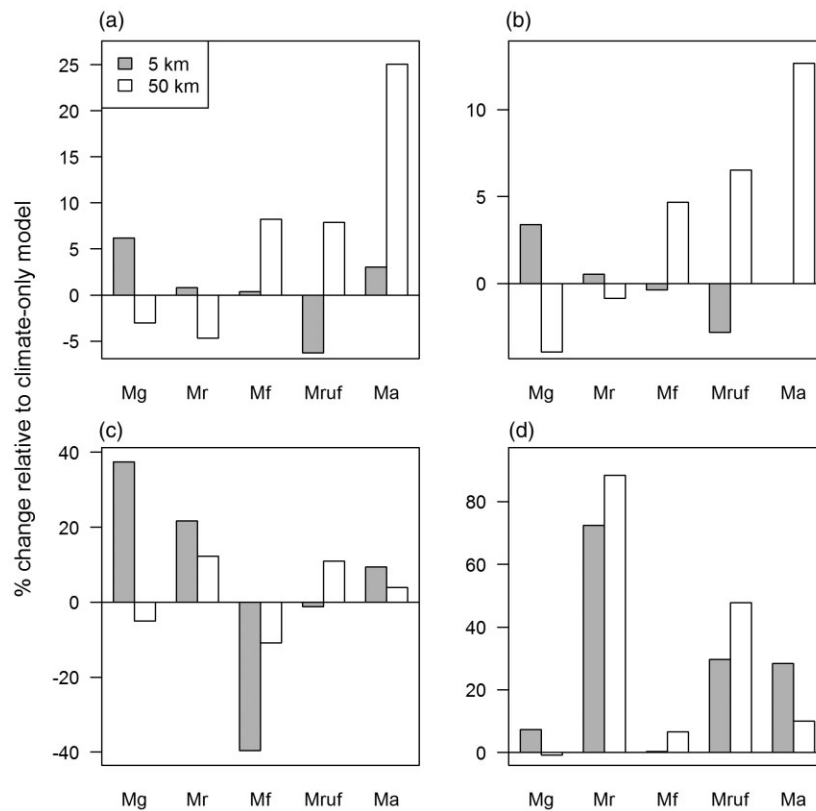 (a)
5 km
50 km
25
20
15
10
5
0
-5
Mg Mr Mf Mruf Ma
(b)
10
5
0
Mg Mr Mf Mruf Ma
% change relative to climate-only model
(c)
40
20
0
-20
-40
Mg Mr Mf Mruf Ma
(d)
80
60
40
20
0
Mg Mr Mf Mruf Ma